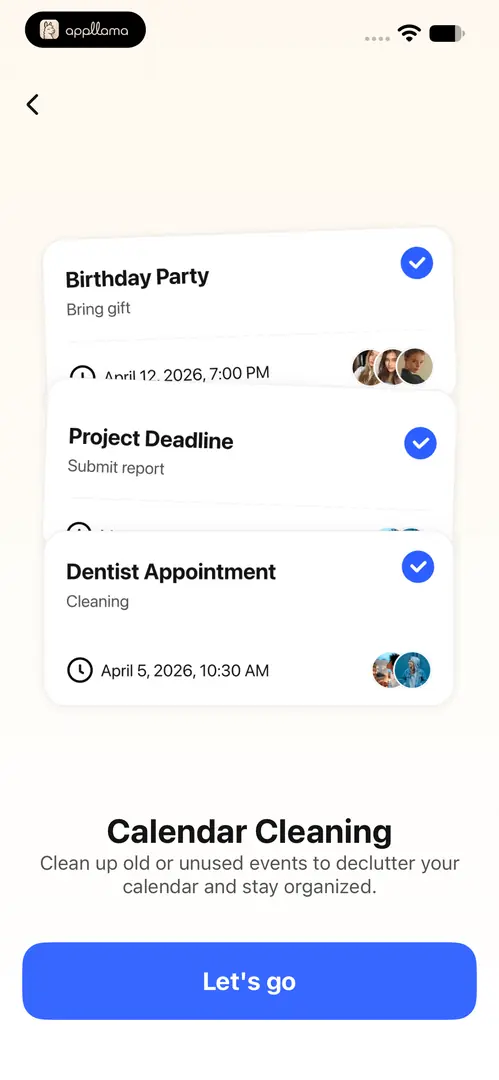 appllama
Birthday Party
Bring gift
April 12, 2026, 7:00 PM
Project Deadline
Submit report
Dentist Appointment
Cleaning
April 5, 2026, 10:30 AM
Calendar Cleaning
Clean up old or unused events to declutter your
calendar and stay organized.
Let's go